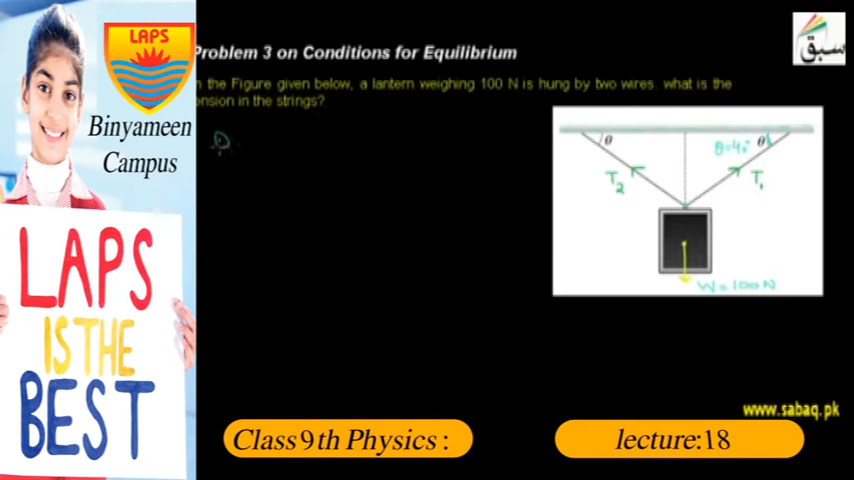 LAPS
Binyameen
Campus
LAPS
IS THE
BEST
Problem 3 on Conditions for Equilibrium
n the Figure given below, a lantern weighing 100 N is hung by two wires. what is the
ension in the strings?
سبق
θ
θ=40°
θ
T₂
T₁
W=100N
www.sabaq.pk
Class 9th Physics :
lecture:18